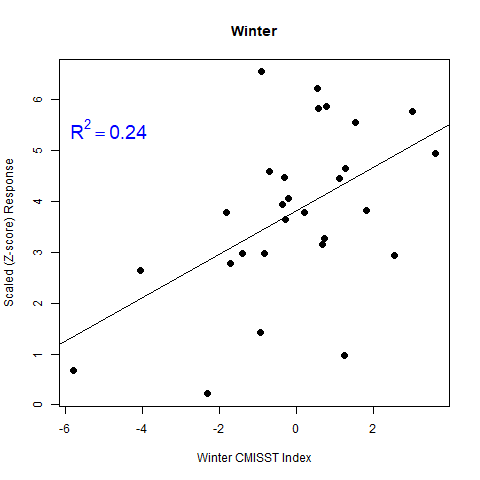 Winter
R² = 0.24
Scaled (Z-score) Response
6
5
4
3
2
1
0
-6 -4 -2 0 2
Winter CMISST Index